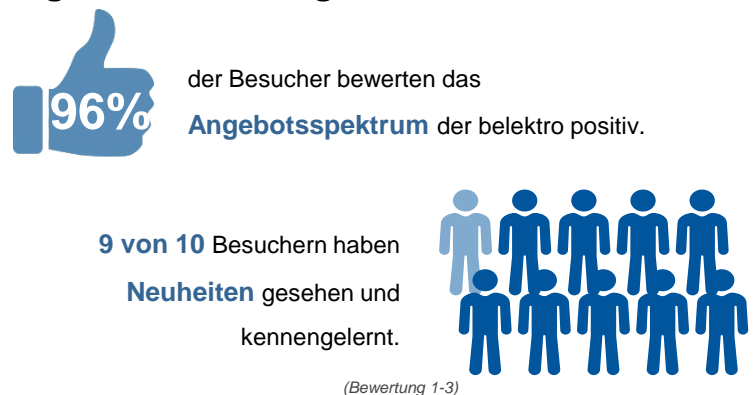 96%
der Besucher bewerten das
Angebotsspektrum der belektro positiv.
9 von 10 Besuchern haben
Neuheiten gesehen und
kennengelernt.
(Bewertung 1-3)